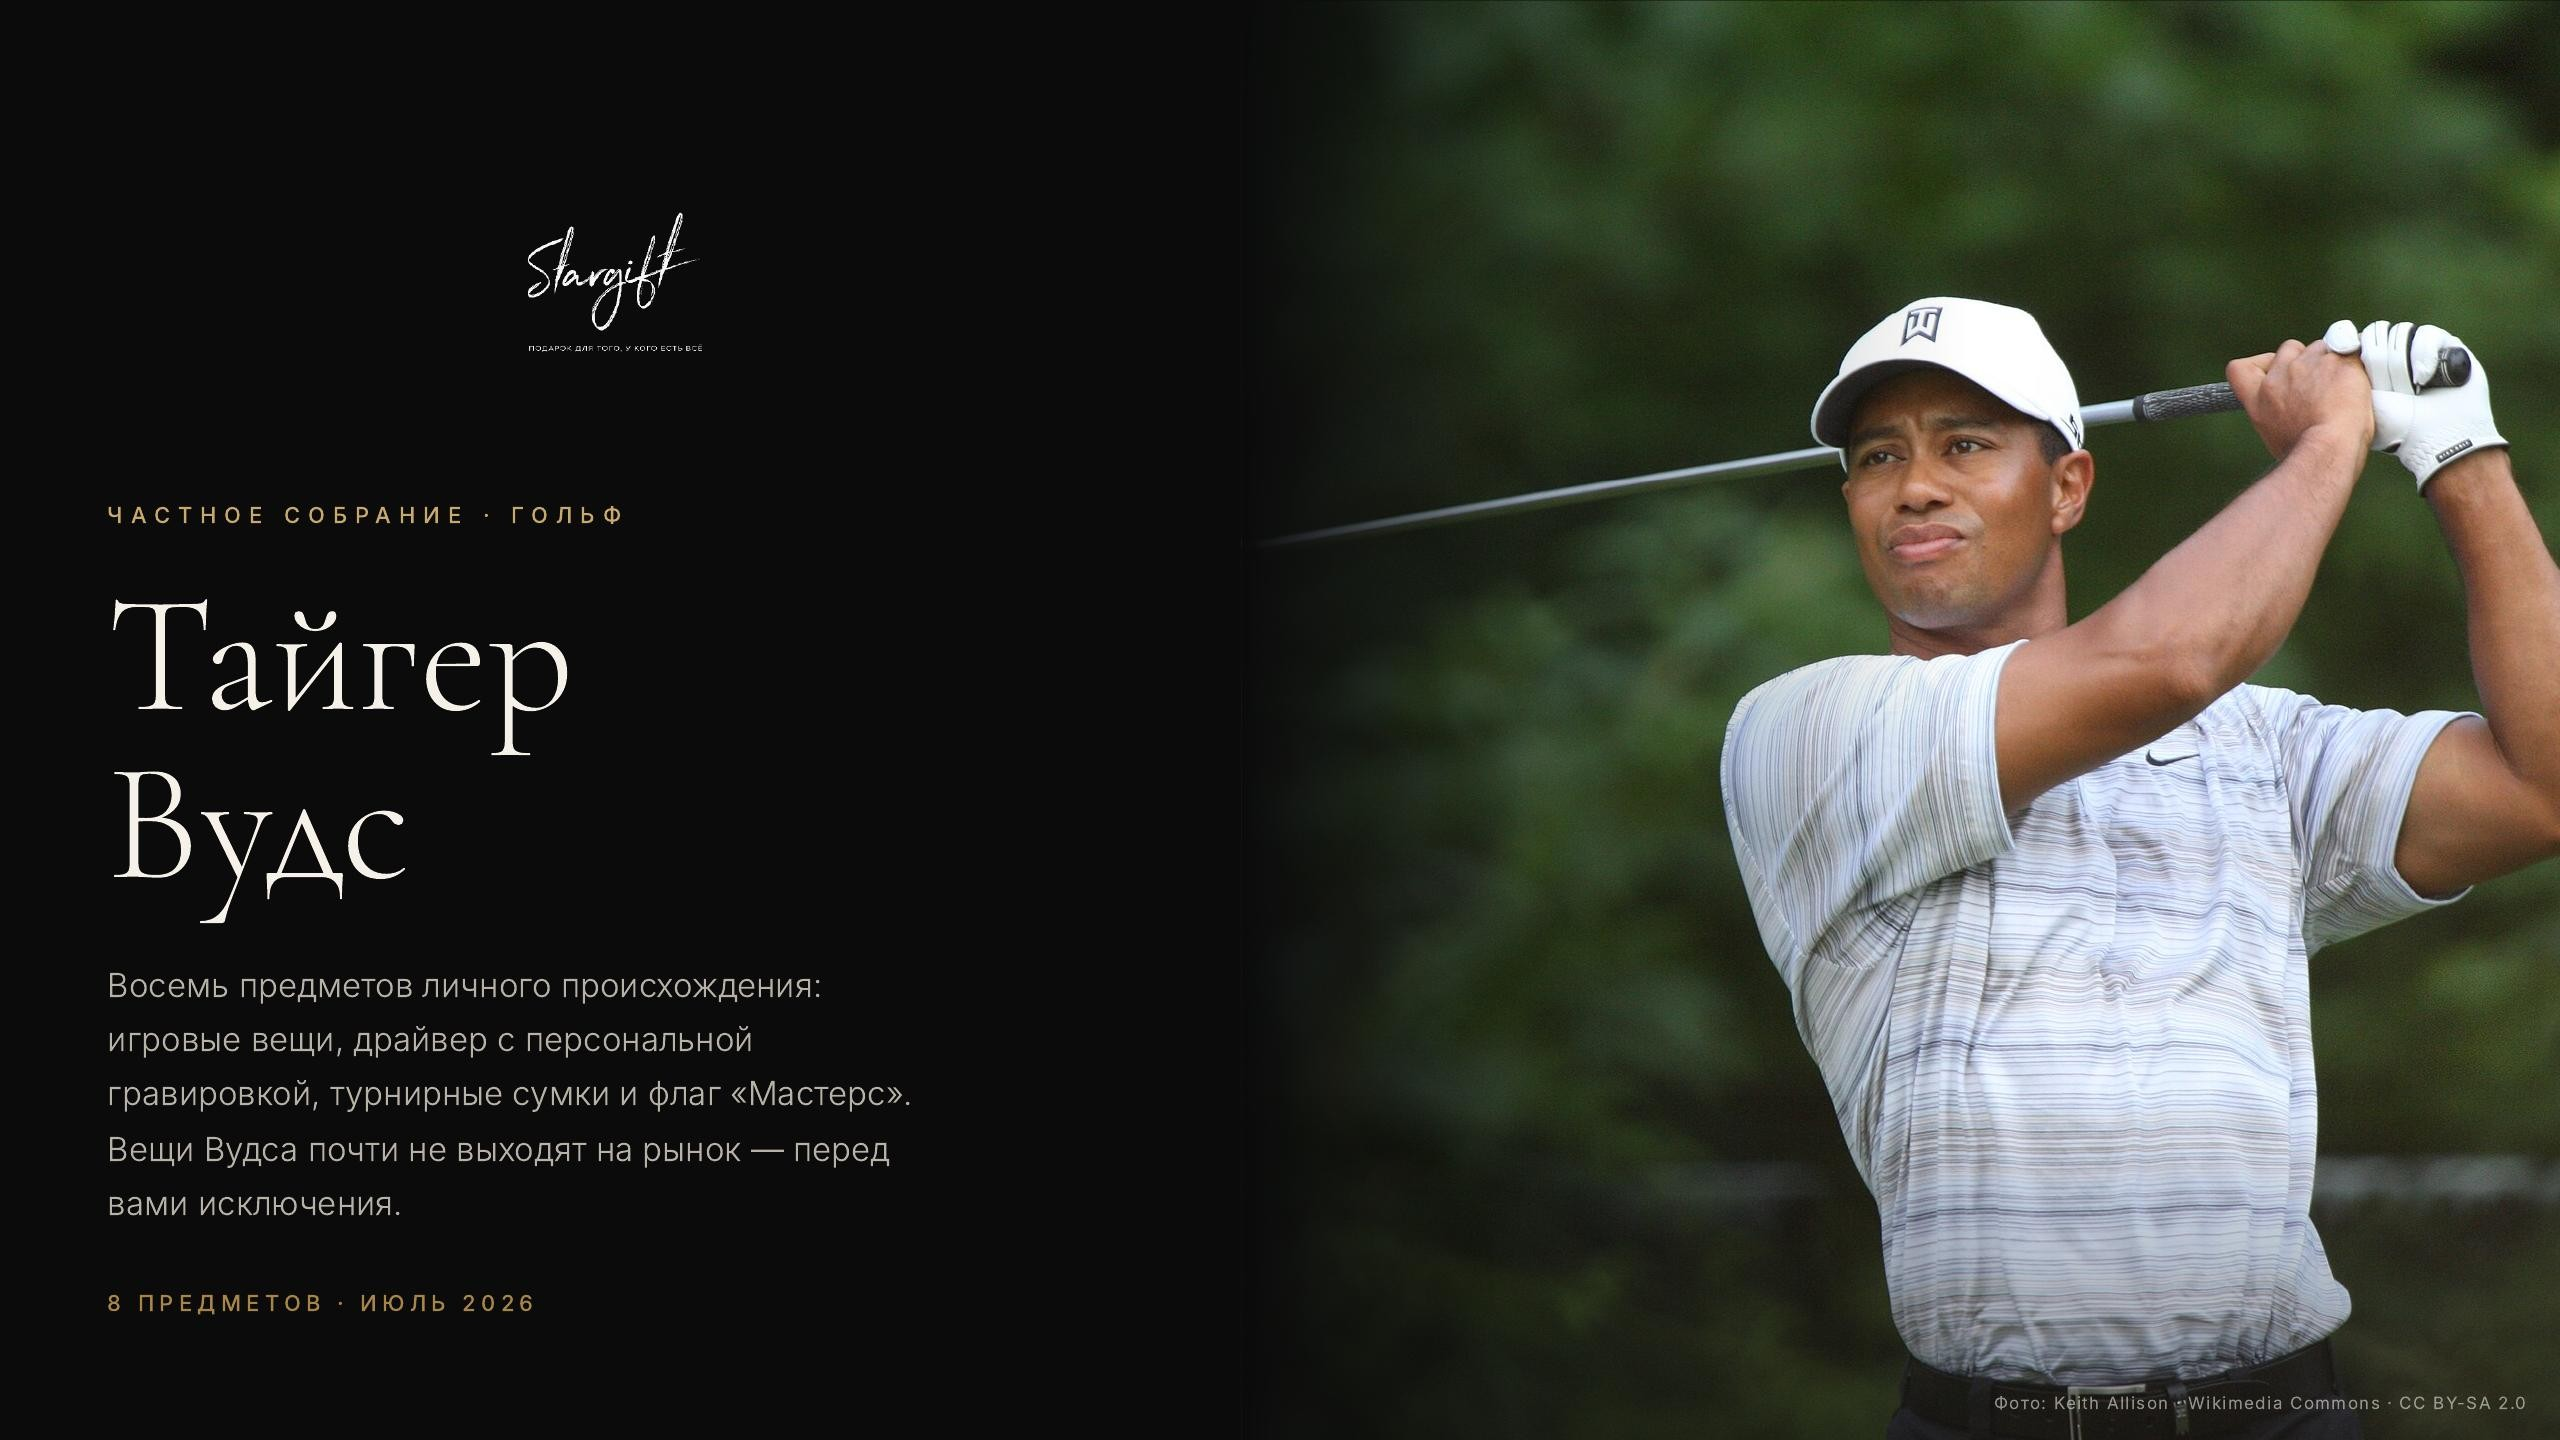 Stargift
ПОДАРОК ДЛЯ ТОГО, У КОГО ЕСТЬ ВСЁ
ЧАСТНОЕ СОБРАНИЕ · ГОЛЬФ
Тайгер
Вудс
Восемь предметов личного происхождения:
игровые вещи, драйвер с персональной
гравировкой, турнирные сумки и флаг «Мастерс».
Вещи Вудса почти не выходят на рынок — перед
вами исключения.
8 ПРЕДМЕТОВ · ИЮЛЬ 2026
TW
Фото: Keith Allison · Wikimedia Commons · CC BY-SA 2.0